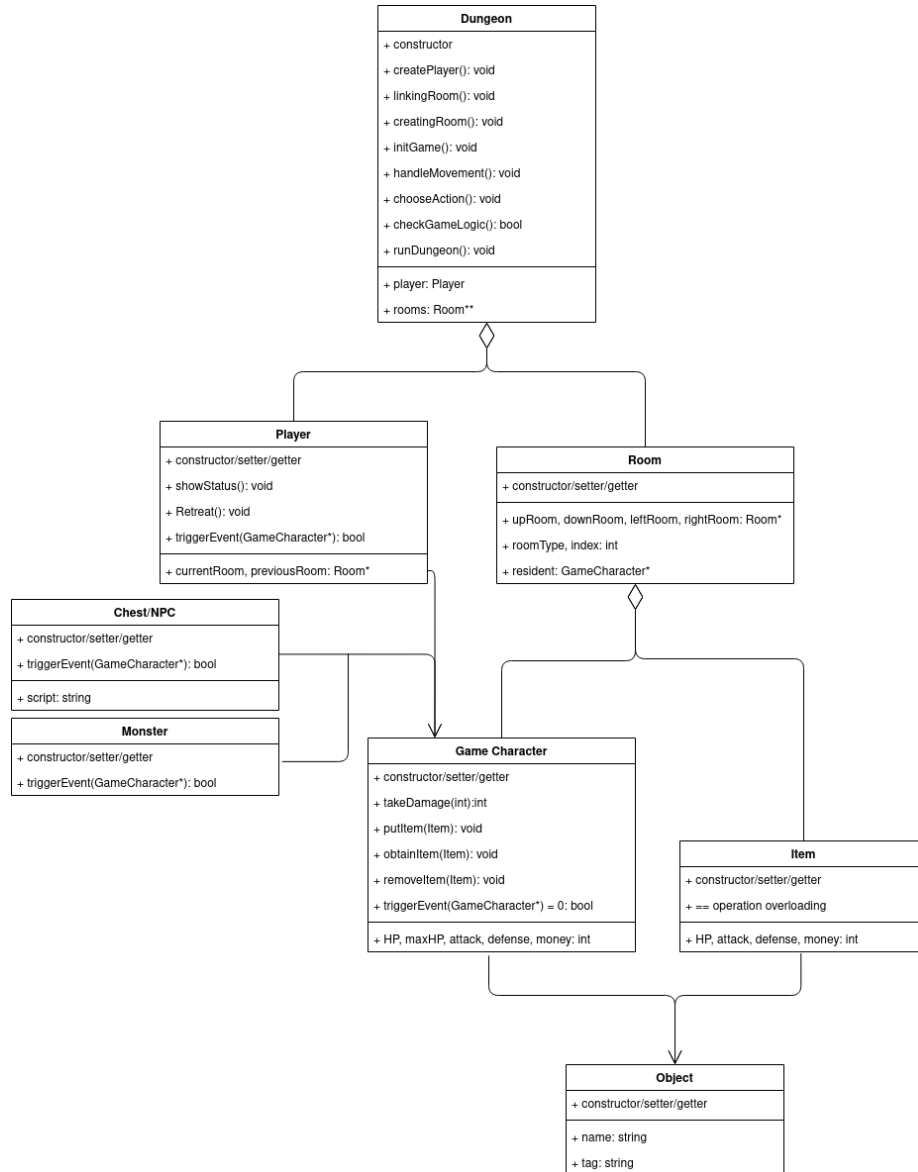 Dungeon
+ constructor
+ createPlayer(): void
+ linkingRoom(): void
+ creatingRoom(): void
+ initGame(): void
+ handleMovement(): void
+ chooseAction(): void
+ checkGameLogic(): bool
+ runDungeon(): void
+ player: Player
+ rooms: Room**
Player
+ constructor/setter/getter
+ showStatus(): void
+ Retreat(): void
+ triggerEvent(GameCharacter*): bool
+ currentRoom, previousRoom: Room*
Room
+ constructor/setter/getter
+ upRoom, downRoom, leftRoom, rightRoom: Room*
+ roomType, index: int
+ resident: GameCharacter*
Chest/NPC
+ constructor/setter/getter
+ triggerEvent(GameCharacter*): bool
+ script: string
Monster
+ constructor/setter/getter
+ triggerEvent(GameCharacter*): bool
Game Character
+ constructor/setter/getter
+ takeDamage(int):int
+ putItem(Item): void
+ obtainItem(Item): void
+ removeItem(Item): void
+ triggerEvent(GameCharacter*) = 0: bool
+ HP, maxHP, attack, defense, money: int
Item
+ constructor/setter/getter
+ == operation overloading
+ HP, attack, defense, money: int
Object
+ constructor/setter/getter
+ name: string
+ tag: string